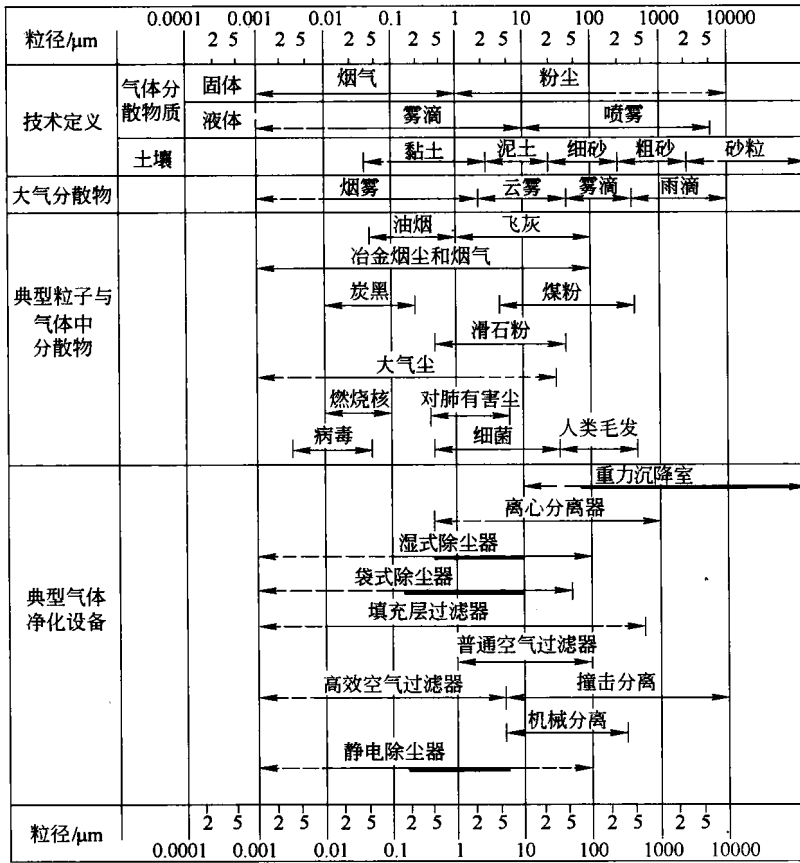 0.0001 0.001 0.01 0.1 1 10 100 1000 10000
粒径/μm 2 5 2 5 2 5 2 5 2 5 2 5 2 5 2 5
技术定义
气体分
散物质
固体 烟气 粉尘
液体 雾滴 喷雾
土壤 黏土 泥土 细砂 粗砂 砂粒
大气分散物 烟雾 云雾 雾滴 雨滴
典型粒子与
气体中
分散物
油烟 飞灰
冶金烟尘和烟气
炭黑 煤粉
滑石粉
大气尘
燃烧核 对肺有害尘
病毒 细菌 人类毛发
典型气体
净化设备
重力沉降室
离心分离器
湿式除尘器
袋式除尘器
填充层过滤器
普通空气过滤器
高效空气过滤器 撞击分离
机械分离
静电除尘器
粒径/μm 2 5 2 5 2 5 2 5 2 5 2 5 2 5 2 5
0.0001 0.001 0.01 0.1 1 10 100 1000 10000